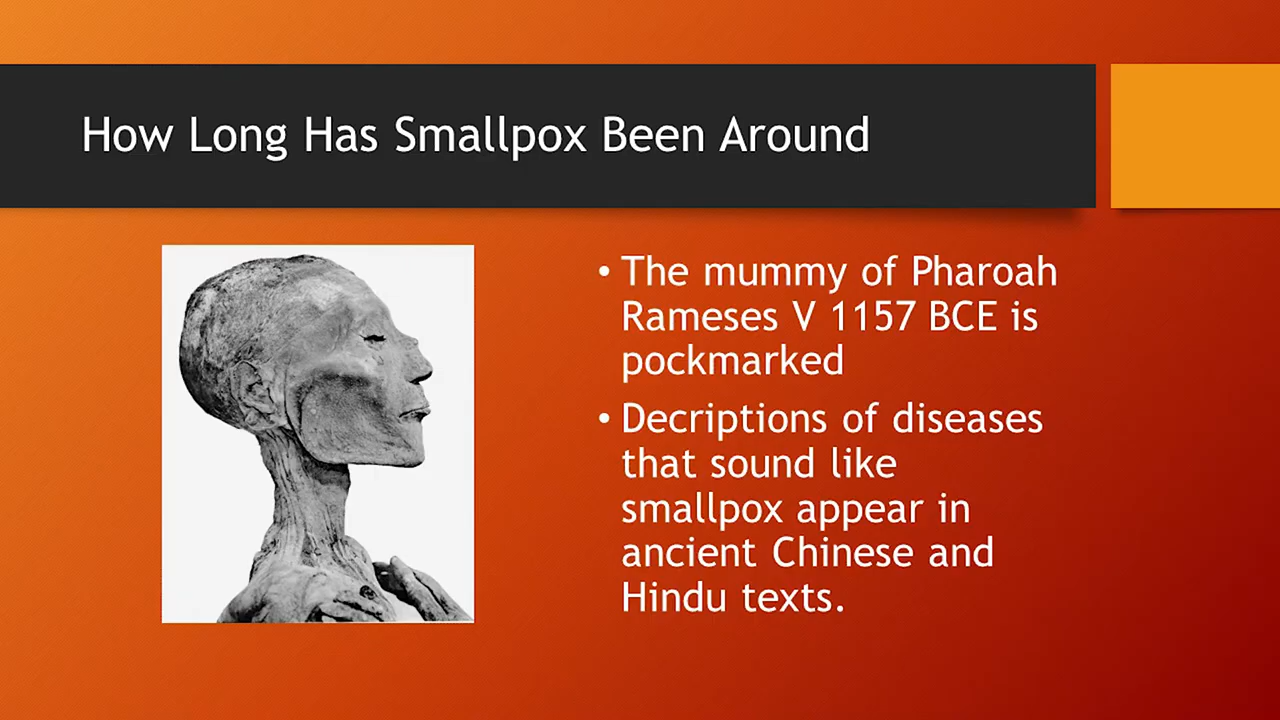 How Long Has Smallpox Been Around
• The mummy of Pharoah
Rameses V 1157 BCE is
pockmarked
• Decriptions of diseases
that sound like
smallpox appear in
ancient Chinese and
Hindu texts.